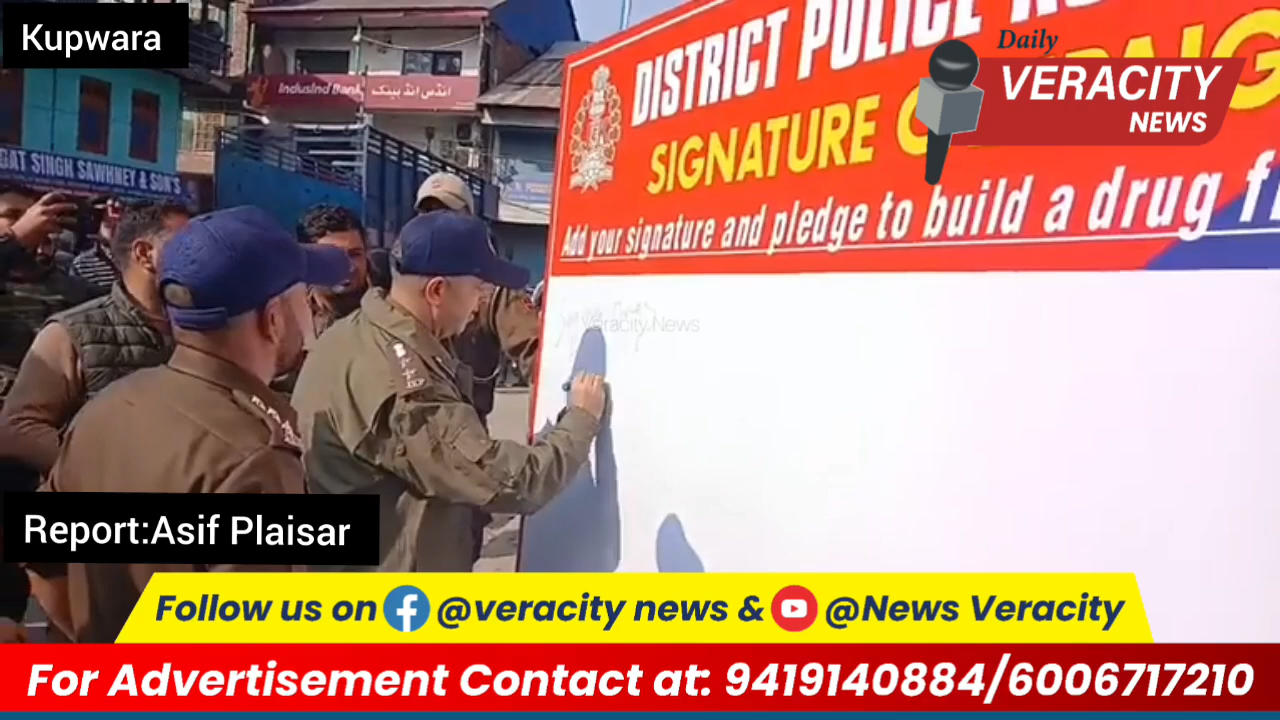 Kupwara
IndusInd Bank انڈس انڈ بینک
GAT SINGH SAWHNEY & SON'S
DISTRICT POLICE
SIGNATURE
Add your signature and pledge to build a drug
Daily
VERACITY
NEWS
Veracity News
Report:Asif Plaisar
Follow us on @veracity news & @News Veracity
For Advertisement Contact at: 9419140884/6006717210